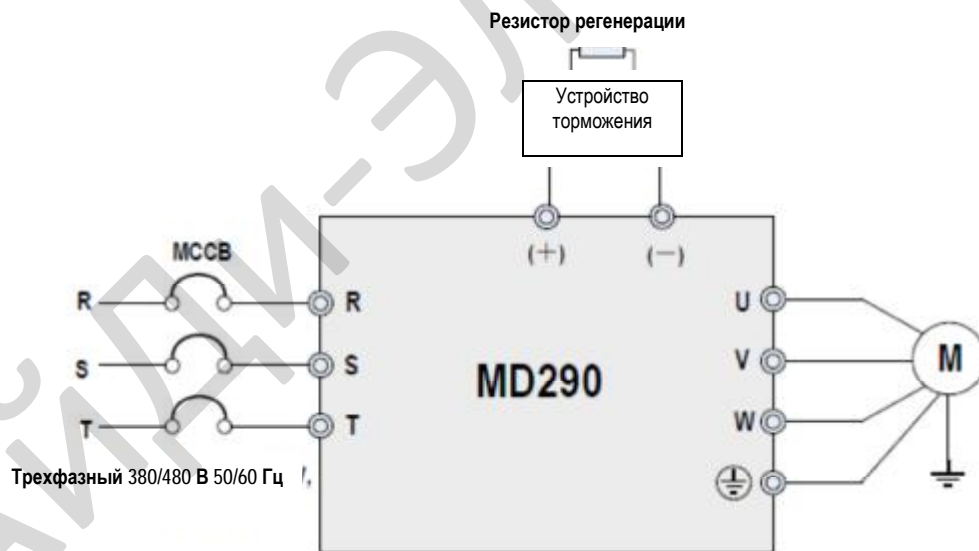 Резистор регенерации
Устройство
торможения
(+) (—)
MCCB
R R U
S S V M
MD290
T T W
Трехфазный 380/480 В 50/60 Гц